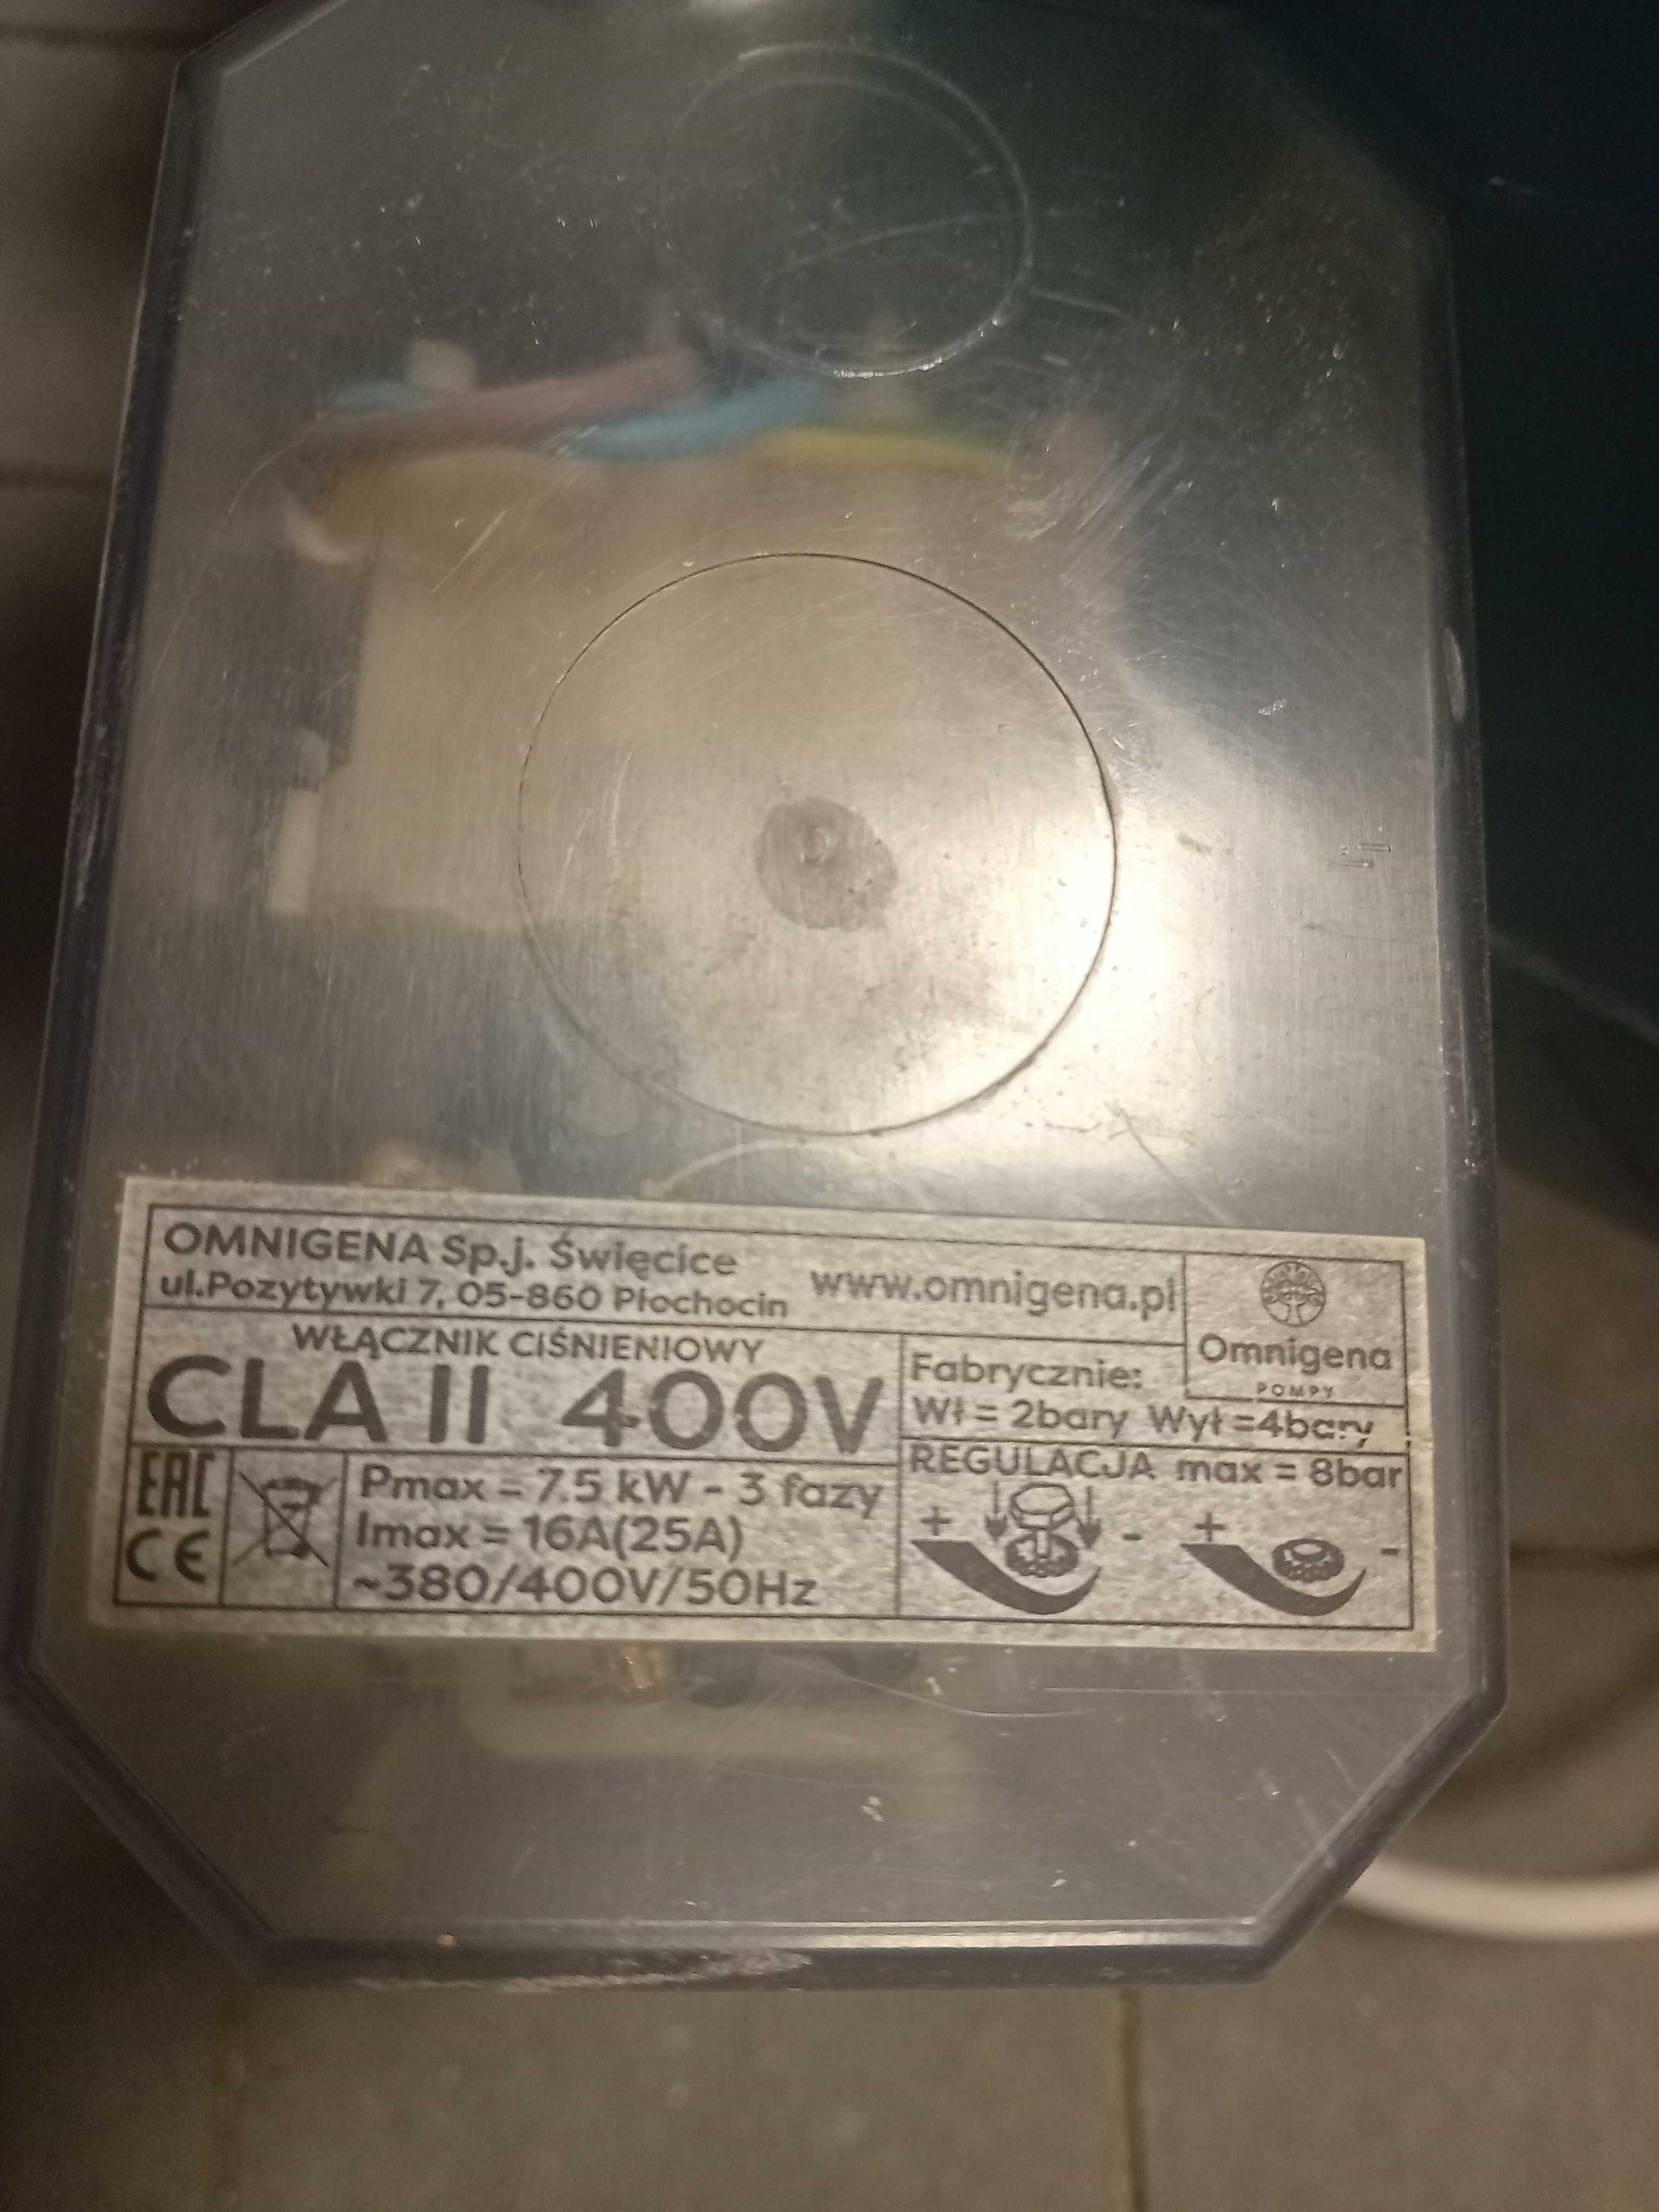 OMNIGENA Sp.j. Święcice
ul.Pozytywki 7, 05-860 Płochocin
www.omnigena.pl
Omnigena
POMPY
WŁĄCZNIK CIŚNIENIOWY
CLA II 400V
Fabrycznie:
Wł = 2bary Wył =4bary
EAC
CE
Pmax = 7.5 kW - 3 fazy
Imax = 16A(25A)
~380/400V/50Hz
REGULACJA max = 8bar
+ - + -